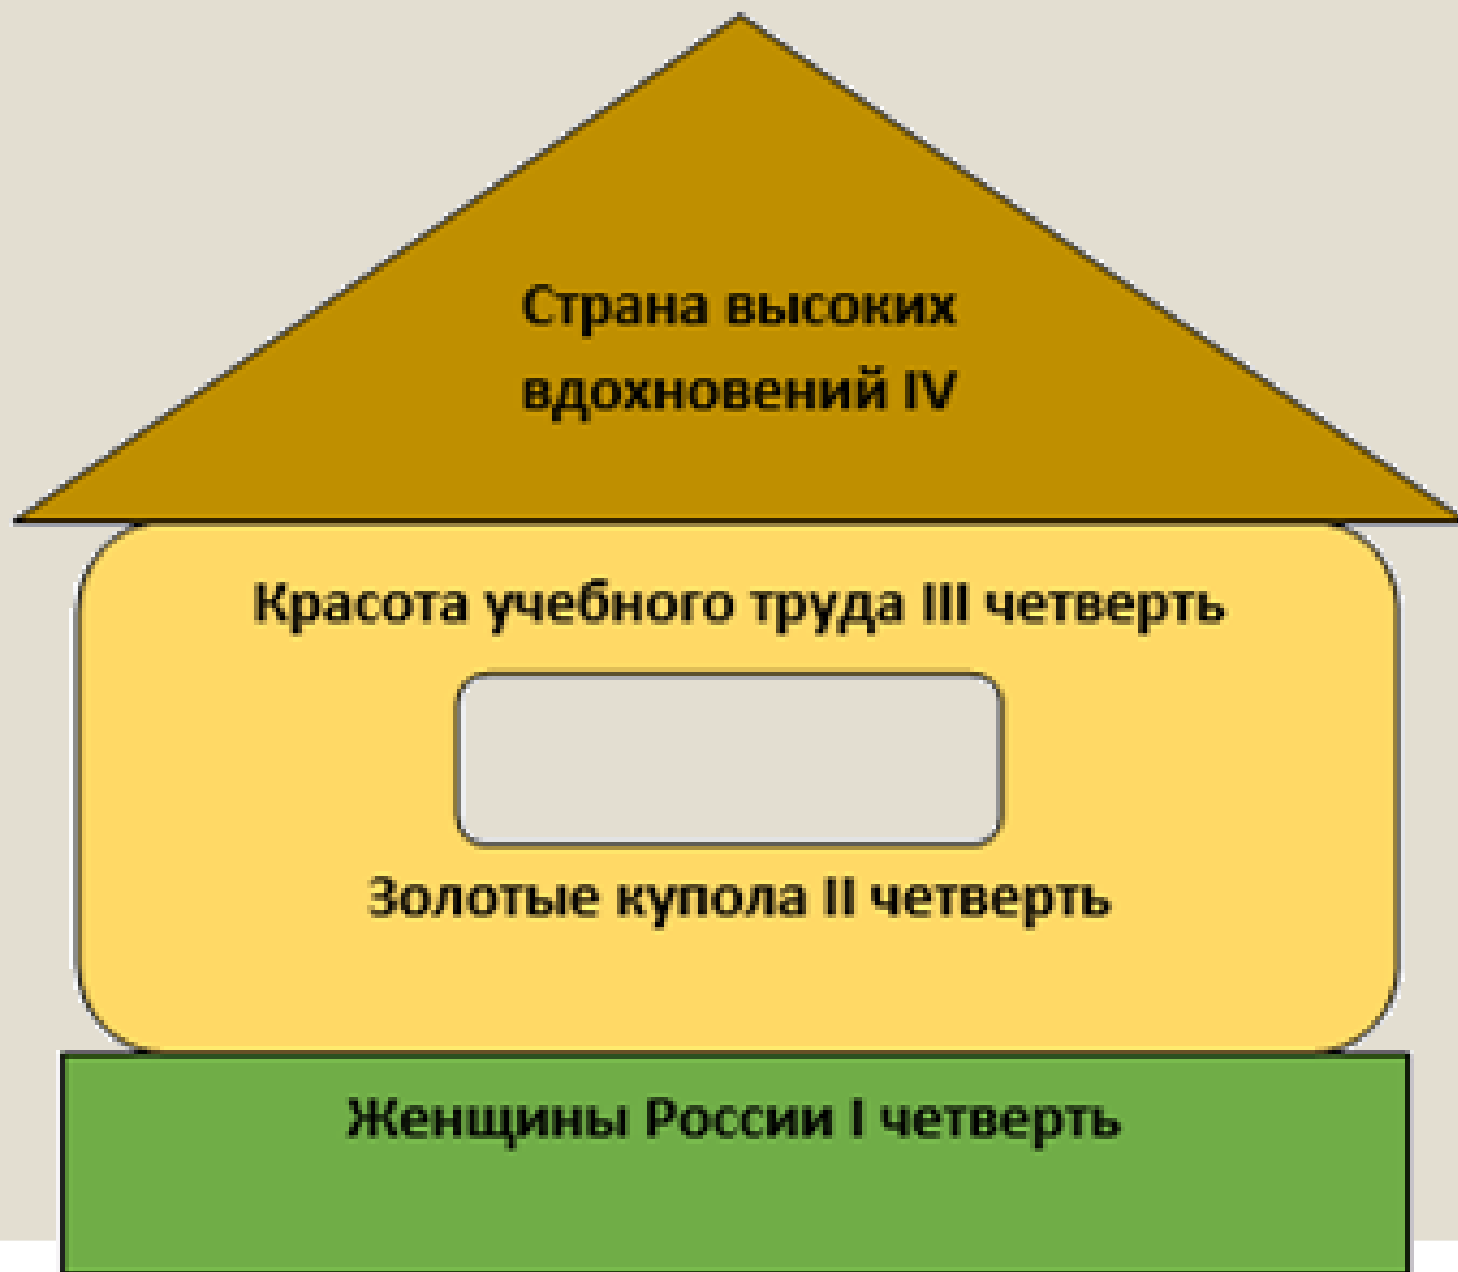 Страна высоких
вдохновений IV
Красота учебного труда III четверть
Золотые купола II четверть
Женщины России I четверть